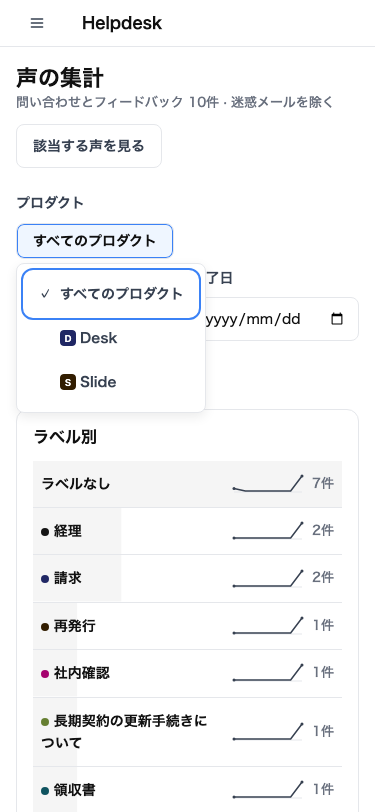 Helpdesk
声の集計
問い合わせとフィードバック 10件 · 迷惑メールを除く
該当する声を見る
プロダクト
すべてのプロダクト
了日
yyyy/mm/dd
✓ すべてのプロダクト
D Desk
S Slide
ラベル別
ラベルなし 7件
経理 2件
請求 2件
再発行 1件
社内確認 1件
長期契約の更新手続きに
ついて 1件
領収書 1件